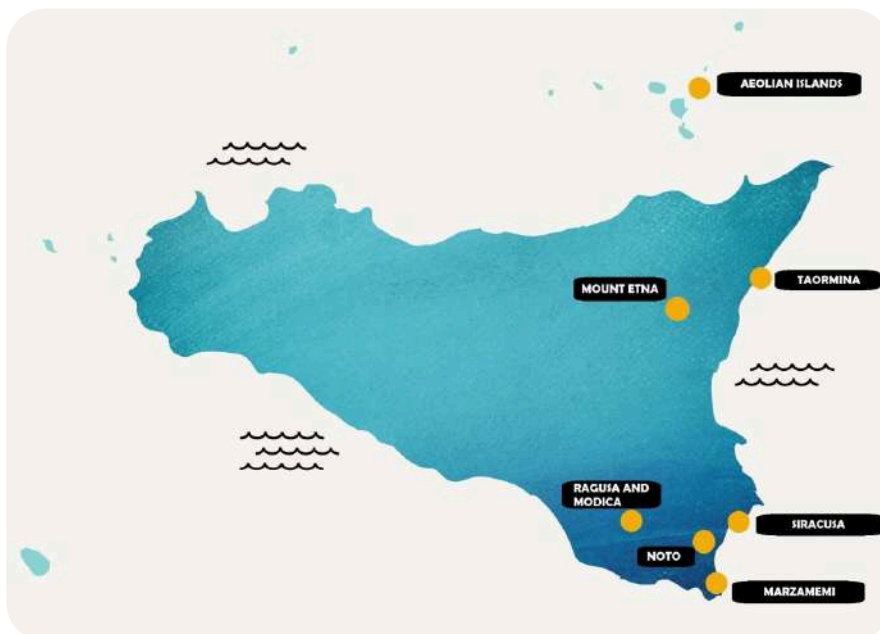 AEOLIAN ISLANDS
TAORMINA
MOUNT ETNA
RAGUSA AND
MODICA
SIRACUSA
NOTO
MARZAMEMI